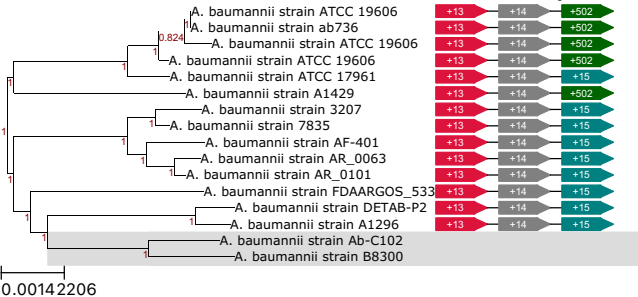 A. baumannii strain ATCC 19606 +13 +14 +502
A. baumannii strain ab736 +13 +14 +502
0.824 A. baumannii strain ATCC 19606 +13 +14 +502
1 A. baumannii strain ATCC 19606 +13 +14 +502
1 A. baumannii strain ATCC 17961 +13 +14 +15
1 A. baumannii strain A1429 +13 +14 +502
A. baumannii strain 3207 +13 +14 +15
1 A. baumannii strain 7835 +13 +14 +15
1 1 A. baumannii strain AF-401 +13 +14 +15
1 A. baumannii strain AR_0063 +13 +14 +15
1 1 A. baumannii strain AR_0101 +13 +14 +15
A. baumannii strain FDAARGOS_533 +13 +14 +15
A. baumannii strain DETAB-P2 +13 +14 +15
1 1 A. baumannii strain A1296 +13 +14 +15
1 A. baumannii strain Ab-C102
1 A. baumannii strain B8300
0.00142206